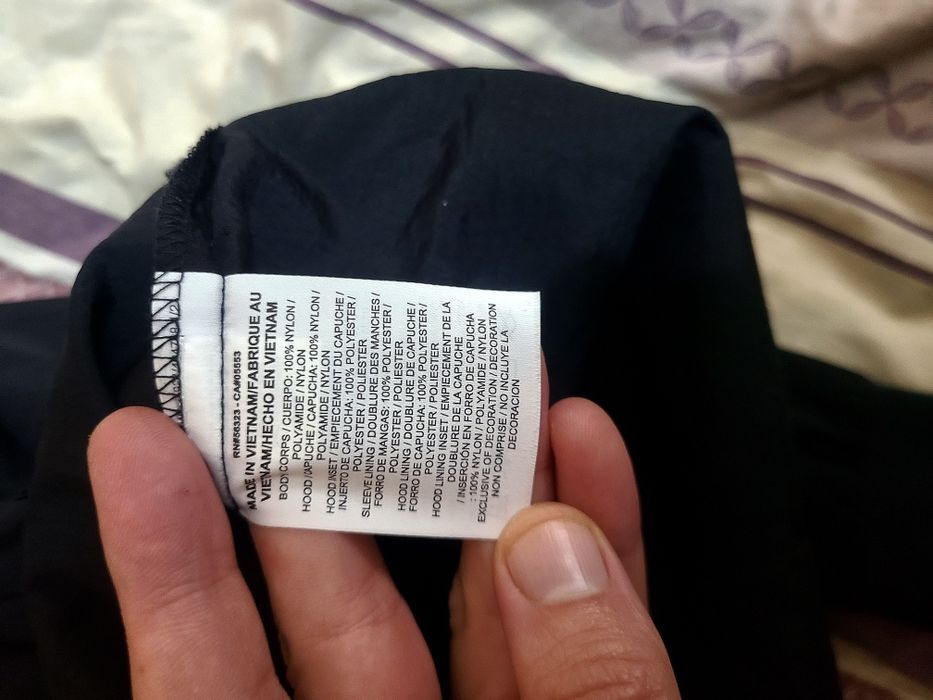 RN#56323 - CA#05553
MADE IN VIETNAM/FABRIQUE AU
VIETNAM/HECHO EN VIETNAM
BODY/CORPS / CUERPO: 100% NYLON /
POLYAMIDE / NYLON
HOOD/CAPUCHE / CAPUCHA: 100% NYLON /
POLYAMIDE / NYLON
HOOD INSET / EMPIECEMENT DU CAPUCHE /
INJERTO DE CAPUCHA: 100% POLYESTER /
POLYESTER / POLIESTER
SLEEVE LINING / DOUBLURE DES MANCHES /
FORRO DE MANGAS: 100% POLYESTER /
POLYESTER / POLIESTER
HOOD LINING / DOUBLURE DE CAPUCHE /
FORRO DE CAPUCHA: 100% POLYESTER /
POLYESTER / POLIESTER
HOOD LINING INSET / EMPIECEMENT DE LA
DOUBLURE DE LA CAPUCHE
/ INSERCIÓN EN FORRO DE CAPUCHA
: 100% NYLON / POLYAMIDE / NYLON
EXCLUSIVE OF DECORATION / DECORATION
NON COMPRISE / NO INCLUYE LA
DECORACION